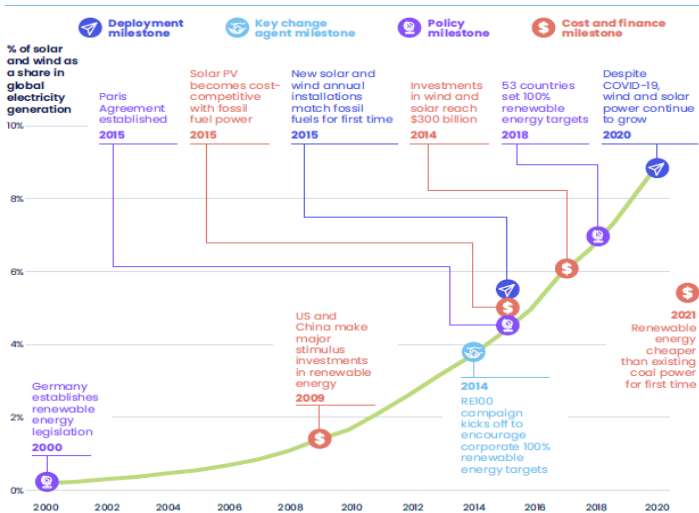 Deployment
milestone
Key change
agent milestone
Policy
milestone
Cost and finance
milestone
% of solar
and wind as
a share in
global
electricity
generation
Paris
Agreement
established
2015
Solar PV
becomes cost-
competitive
with fossil
fuel power
2015
New solar and
wind annual
installations
match fossil
fuels for first time
2015
Investments
in wind and
solar reach
$300 billion
2014
53 countries
set 100%
renewable
energy targets
2018
Despite
COVID-19,
wind and solar
power continue
to grow
2020
10%
8%
6%
4%
2%
0%
Germany
establishes
renewable
energy
legislation
2000
US and
China make
major
stimulus
investments
in renewable
energy
2009
2014
RE100
campaign
kicks off to
encourage
corporate 100%
renewable
energy targets
2021
Renewable
energy
cheaper
than existing
coal power
for first time
2000 2002 2004 2006 2008 2010 2012 2014 2016 2018 2020